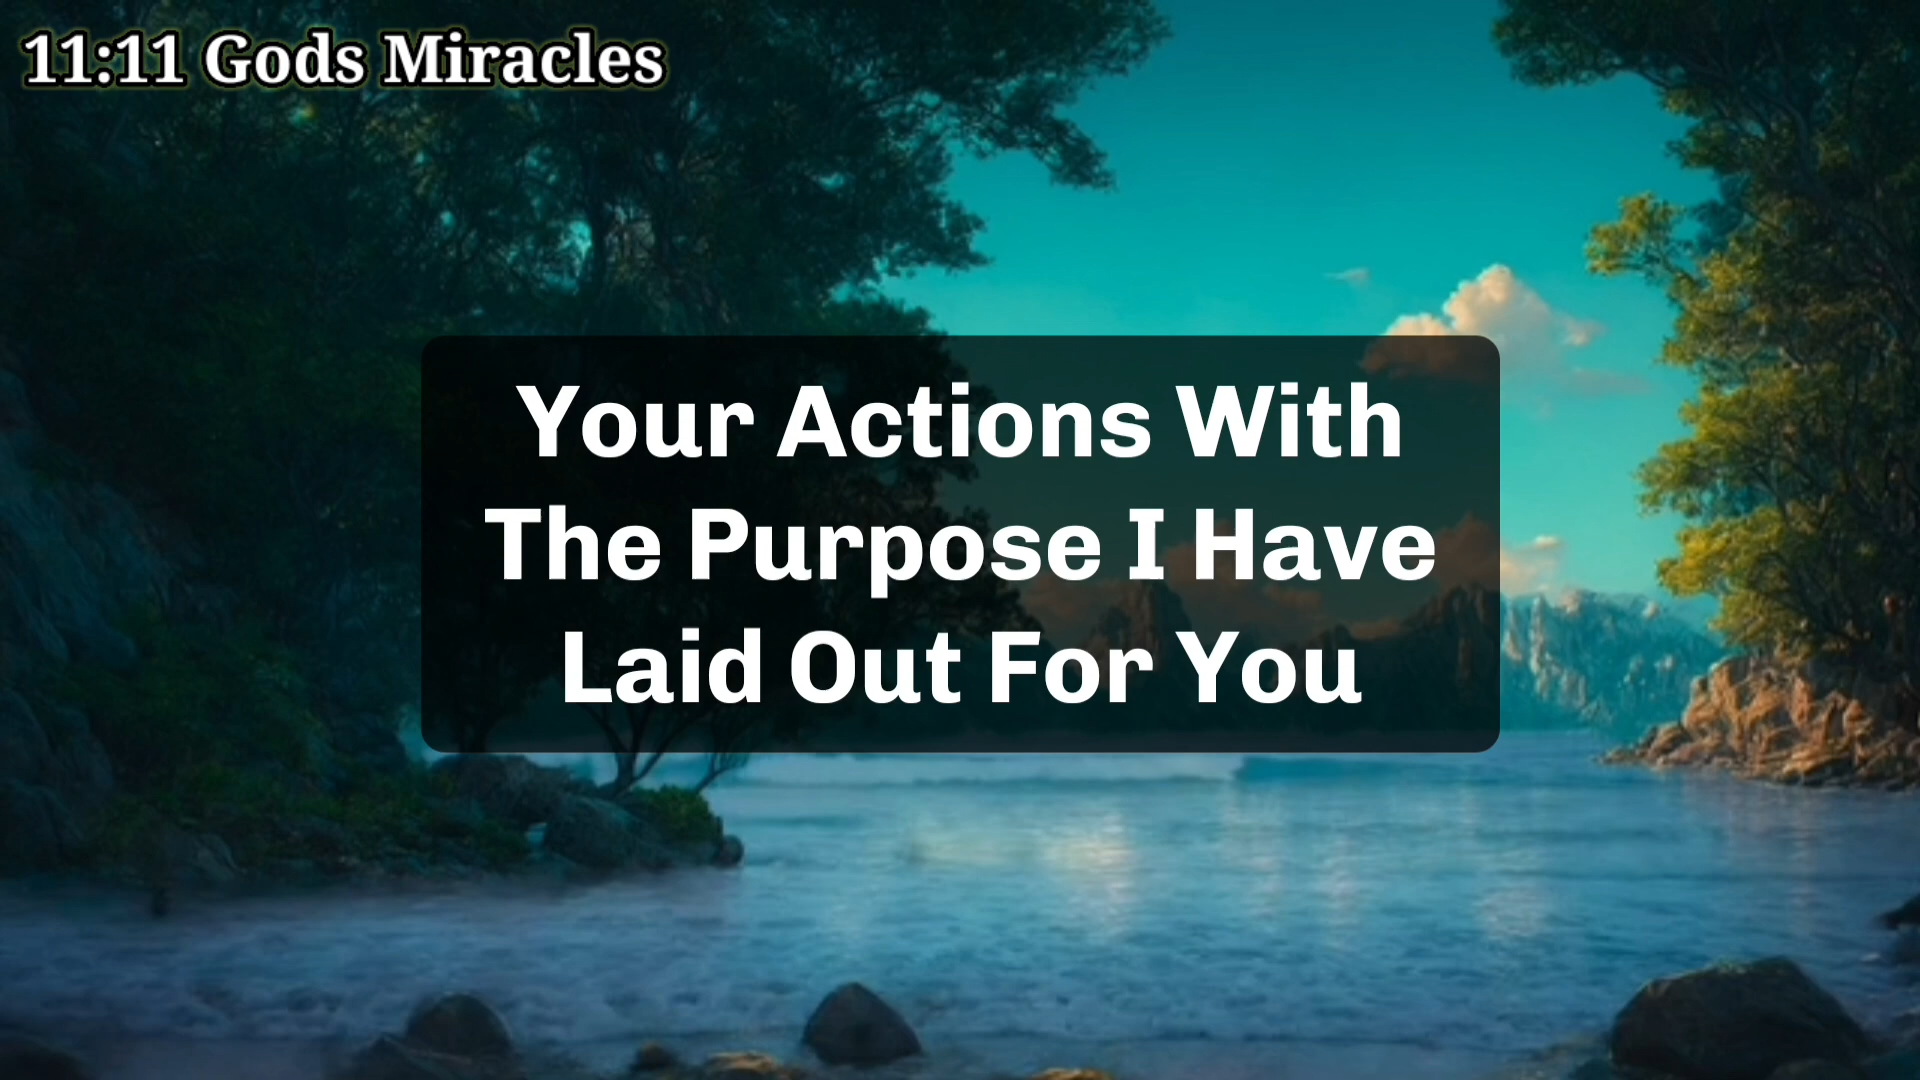 11:11 Gods Miracles
Your Actions With
The Purpose I Have
Laid Out For You